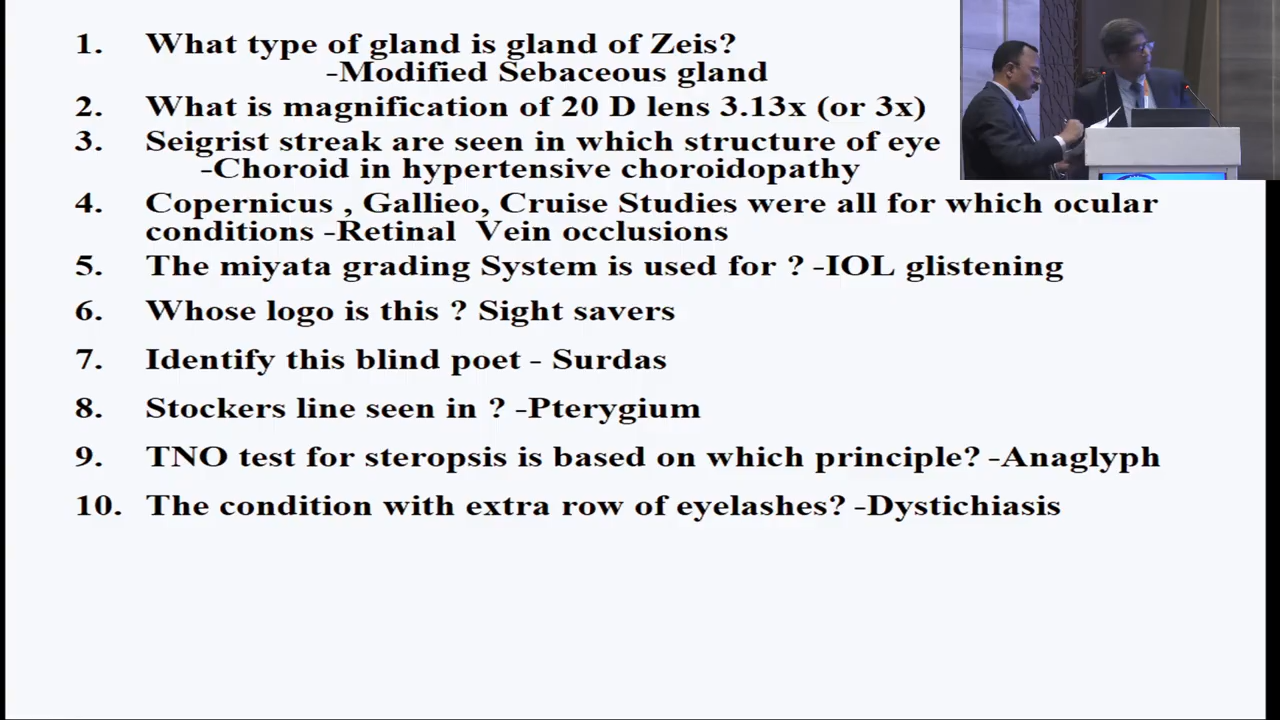 1. What type of gland is gland of Zeis?
-Modified Sebaceous gland
2. What is magnification of 20 D lens 3.13x (or 3x)
3. Seigrist streak are seen in which structure of eye
-Choroid in hypertensive choroidopathy
4. Copernicus , Gallieo, Cruise Studies were all for which ocular
conditions -Retinal Vein occlusions
5. The miyata grading System is used for ? -IOL glistening
6. Whose logo is this ? Sight savers
7. Identify this blind poet - Surdas
8. Stockers line seen in ? -Pterygium
9. TNO test for steropsis is based on which principle? -Anaglyph
10. The condition with extra row of eyelashes? -Dystichiasis